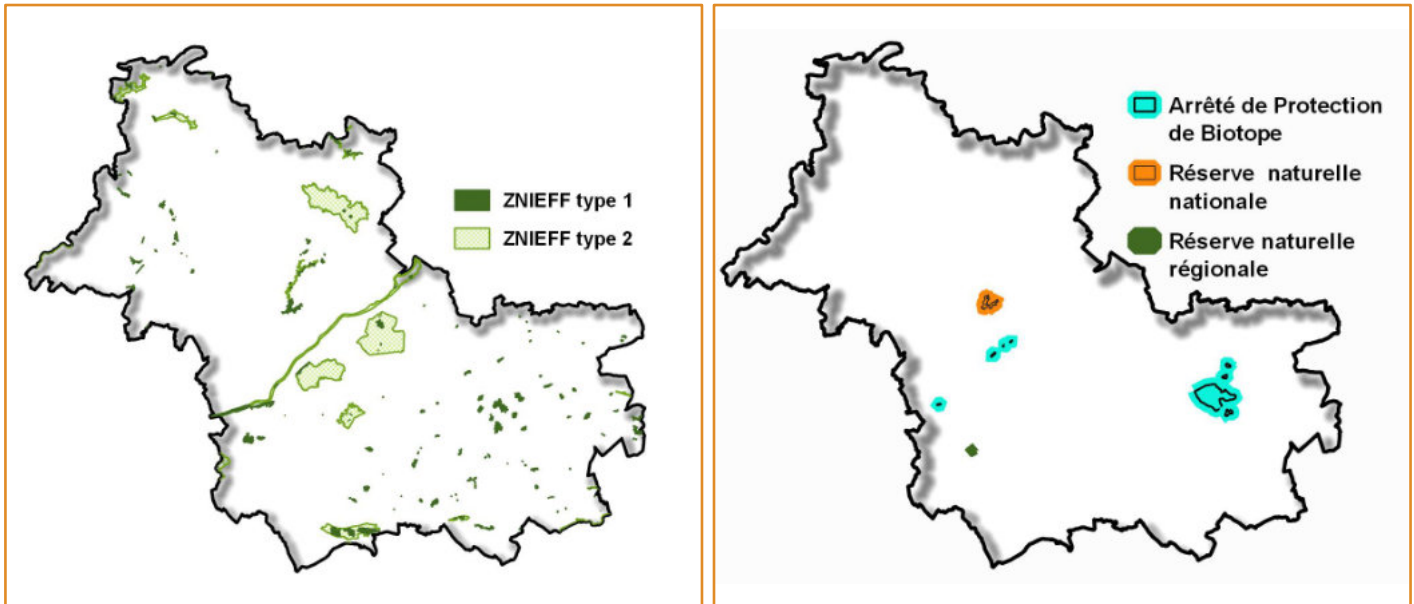 ZNIEFF type 1
ZNIEFF type 2
Arrêté de Protection
de Biotope
Réserve naturelle
nationale
Réserve naturelle
régionale